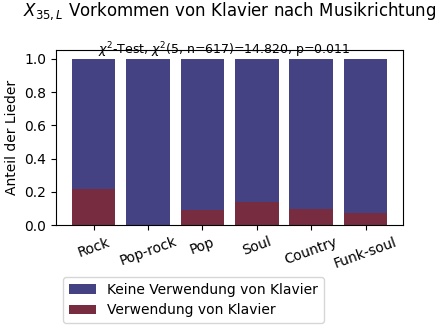 X₃₅,L Vorkommen von Klavier nach Musikrichtung
χ²-Test, χ²(5, n=617)=14.820, p=0.011
Anteil der Lieder
1.0
0.8
0.6
0.4
0.2
0.0
Rock Pop-rock Pop Soul Country Funk-soul
Keine Verwendung von Klavier
Verwendung von Klavier